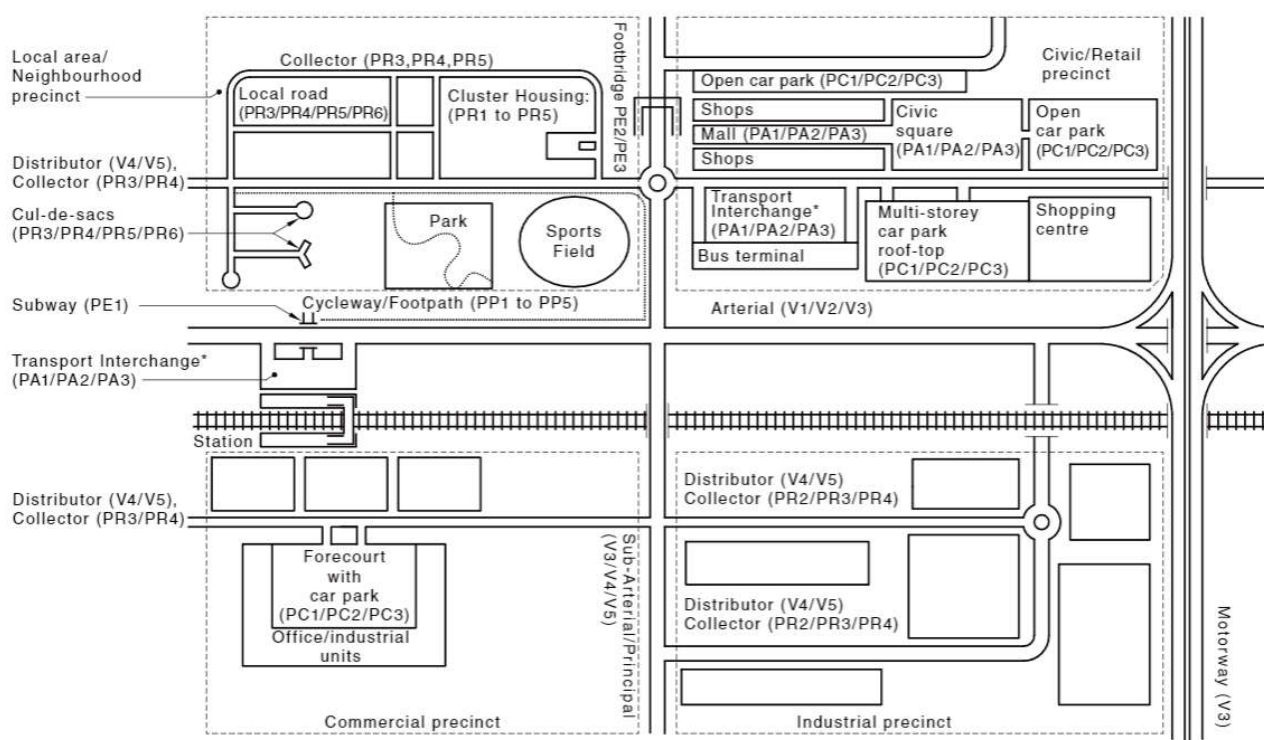 Local area/
Neighbourhood
precinct
Collector (PR3,PR4,PR5)
Local road
(PR3/PR4/PR5/PR6)
Cluster Housing:
(PR1 to PR5)
Footbridge PE2/PE3
Civic/Retail
precinct
Open car park (PC1/PC2/PC3)
Shops
Mall (PA1/PA2/PA3)
Shops
Civic
square
(PA1/PA2/PA3)
Open
car park
(PC1/PC2/PC3)
Distributor (V4/V5),
Collector (PR3/PR4)
Cul-de-sacs
(PR3/PR4/PR5/PR6)
Park
Sports
Field
Transport
Interchange*
(PA1/PA2/PA3)
Bus terminal
Multi-storey
car park
roof-top
(PC1/PC2/PC3)
Shopping
centre
Subway (PE1)
Cycleway/Footpath (PP1 to PP5)
Arterial (V1/V2/V3)
Transport Interchange*
(PA1/PA2/PA3)
Station
Distributor (V4/V5),
Collector (PR3/PR4)
Forecourt
with
car park
(PC1/PC2/PC3)
Office/industrial
units
Commercial precinct
Sub-Arterial/Principal
(V3/V4/V5)
Distributor (V4/V5)
Collector (PR2/PR3/PR4)
Distributor (V4/V5)
Collector (PR2/PR3/PR4)
Industrial precinct
Motorway (V3)